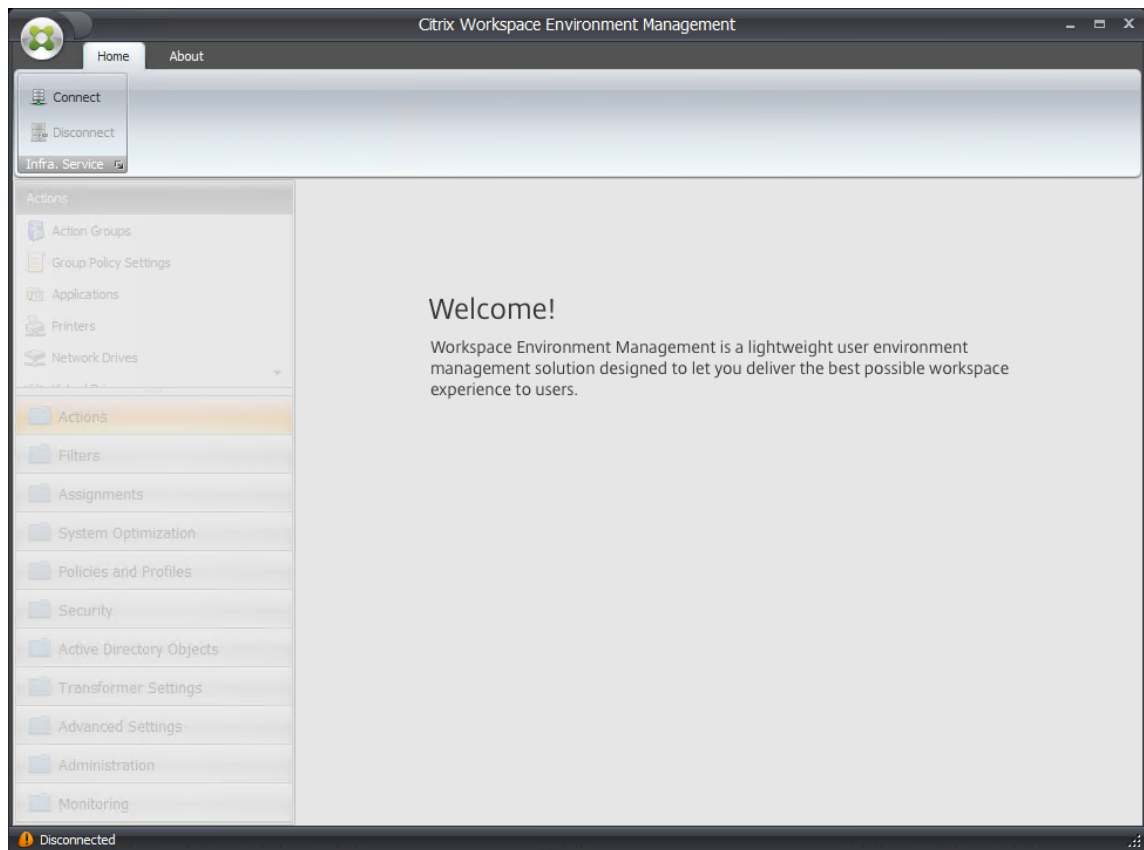 Citrix Workspace Environment Management
Home About
Connect
Disconnect
Infra. Service
Actions
Action Groups
Group Policy Settings
Applications
Printers
Network Drives
Actions
Filters
Assignments
System Optimization
Policies and Profiles
Security
Active Directory Objects
Transformer Settings
Advanced Settings
Administration
Monitoring
Welcome!
Workspace Environment Management is a lightweight user environment
management solution designed to let you deliver the best possible workspace
experience to users.
Disconnected